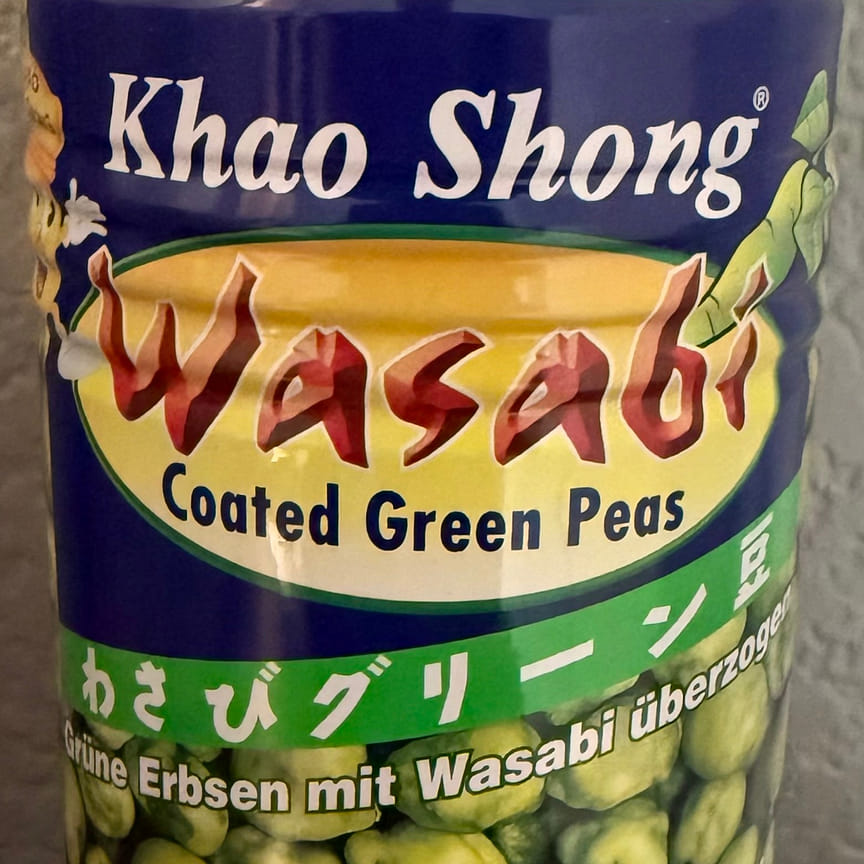 Khao Shong®
Wasabi
Coated Green Peas
わさびグリーン豆
Grüne Erbsen mit Wasabi überzogen